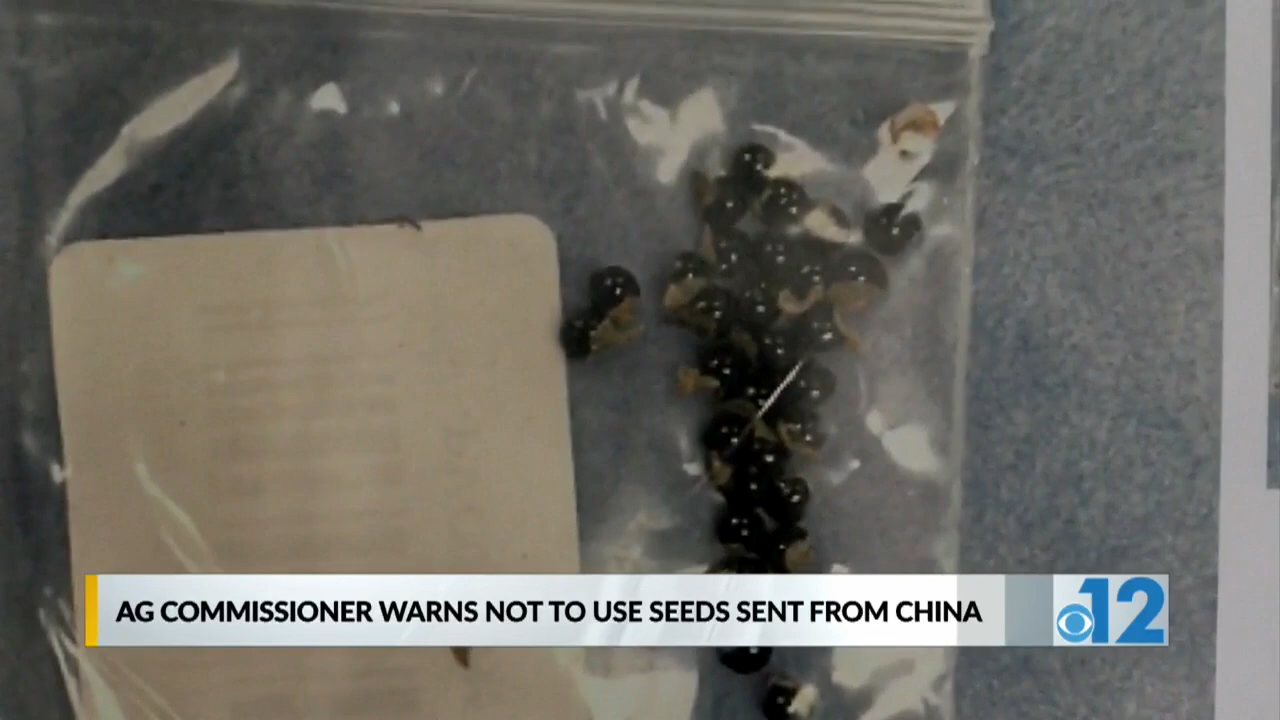 AG COMMISSIONER WARNS NOT TO USE SEEDS SENT FROM CHINA
12